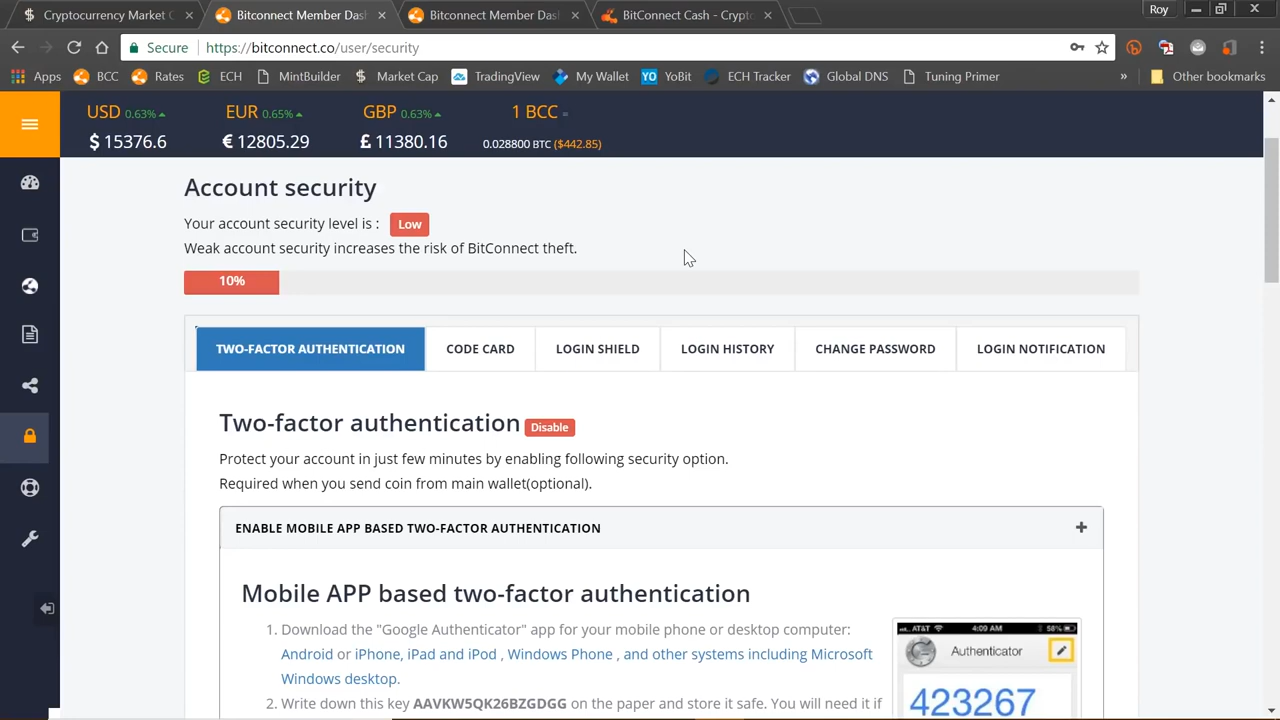 Cryptocurrency Market C
Bitconnect Member Dash
Bitconnect Member Dash
BitConnect Cash - Crypto
Roy
Secure
https://bitconnect.co/user/security
Apps
BCC
Rates
ECH
MintBuilder
Market Cap
TradingView
My Wallet
YoBit
ECH Tracker
Global DNS
Tuning Primer
»
Other bookmarks
USD 0.63%
EUR 0.65%
GBP 0.63%
1 BCC =
$ 15376.6
€ 12805.29
£ 11380.16
0.028800 BTC ($442.85)
Account security
Your account security level is : Low
Weak account security increases the risk of BitConnect theft.
10%
TWO-FACTOR AUTHENTICATION
CODE CARD
LOGIN SHIELD
LOGIN HISTORY
CHANGE PASSWORD
LOGIN NOTIFICATION
Two-factor authentication Disable
Protect your account in just few minutes by enabling following security option.
Required when you send coin from main wallet(optional).
ENABLE MOBILE APP BASED TWO-FACTOR AUTHENTICATION
Mobile APP based two-factor authentication
1. Download the "Google Authenticator" app for your mobile phone or desktop computer:
Android or iPhone, iPad and iPod , Windows Phone , and other systems including Microsoft
Windows desktop.
2. Write down this key AAVKW5QK26BZGDGG on the paper and store it safe. You will need it if
AT&T
4:09 AM
58%
Authenticator
423267